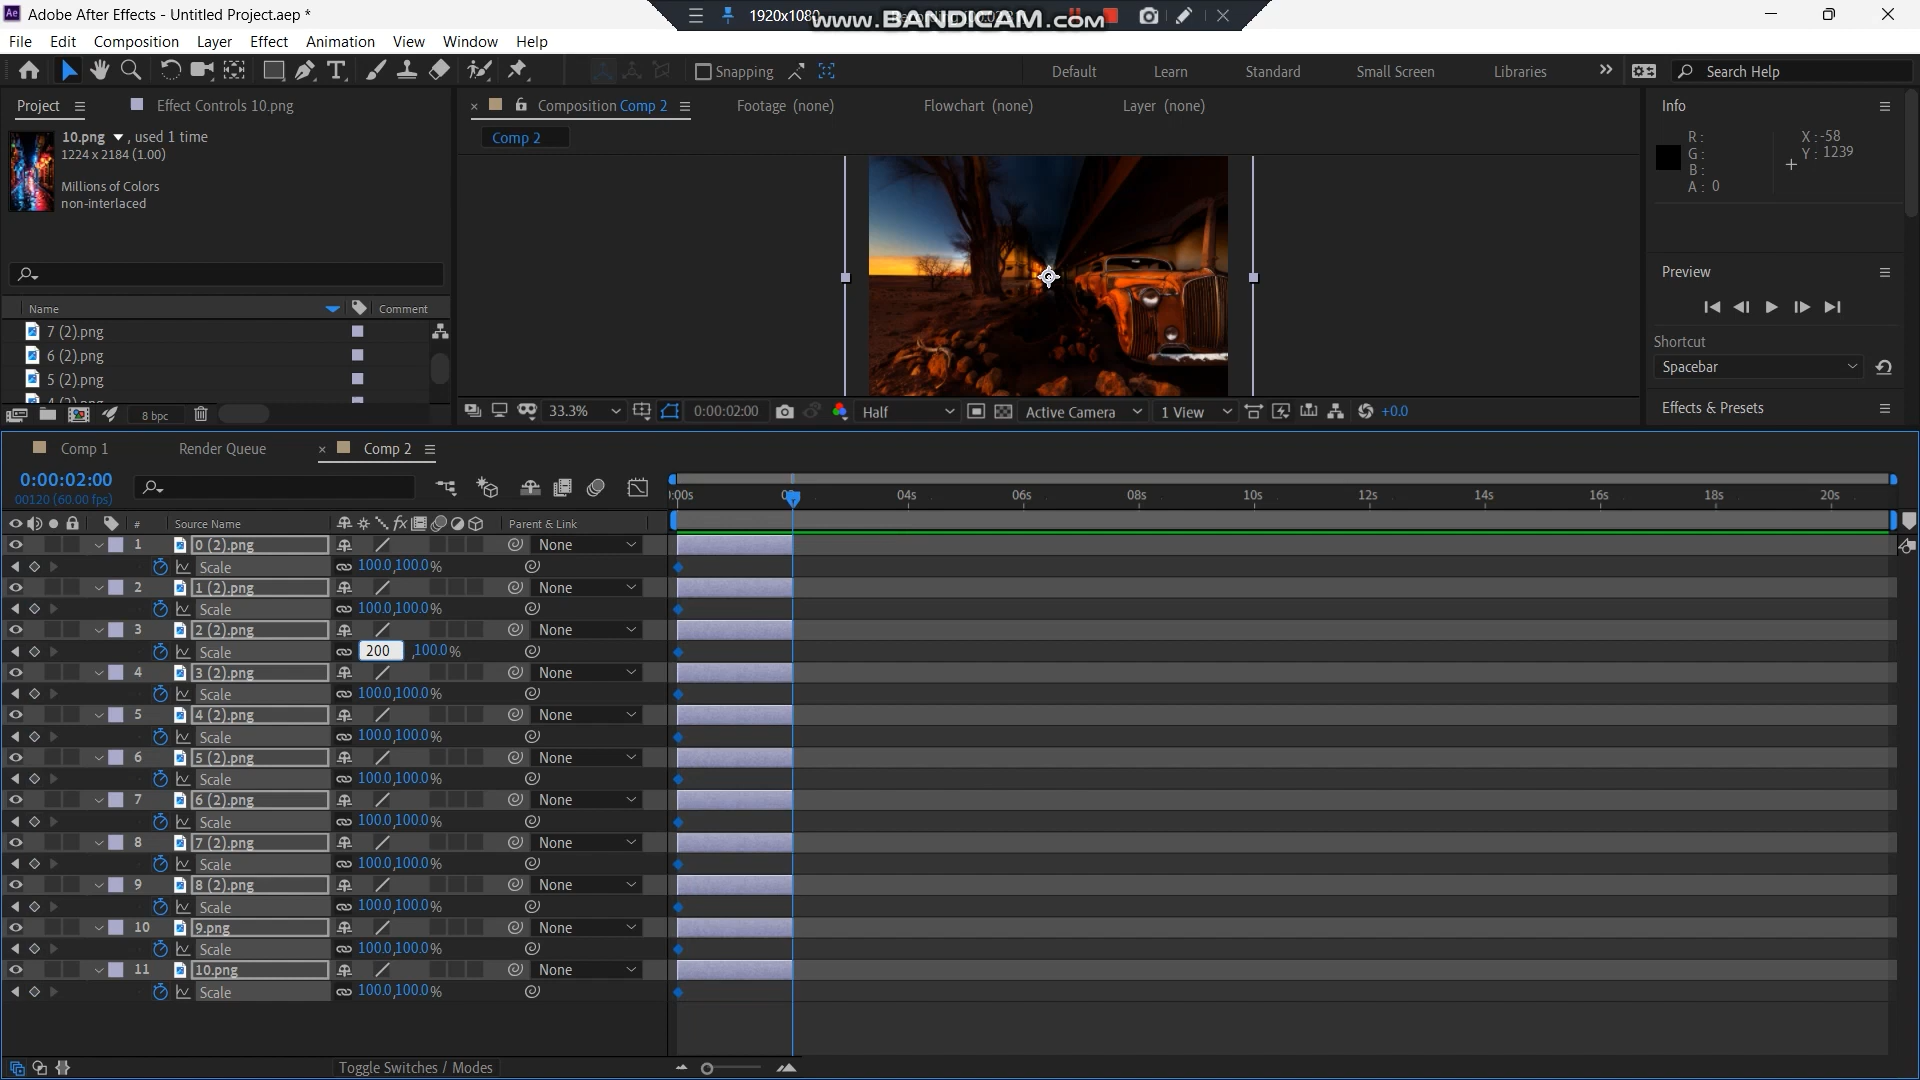 Adobe After Effects - Untitled Project.aep *
1920x1080
www.BANDICAM.com
File Edit Composition Layer Effect Animation View Window Help
Snapping
Default Learn Standard Small Screen Libraries
Search Help
Project
Effect Controls 10.png
Composition Comp 2
Footage (none)
Flowchart (none)
Layer (none)
Info
10.png , used 1 time
1224 x 2184 (1.00)
Millions of Colors
non-interlaced
Comp 2
R :
G :
B :
A : 0
X : -58
Y : 1239
Preview
Shortcut
Spacebar
Effects & Presets
Name Comment
7 (2).png
6 (2).png
5 (2).png
8 bpc
33.3% 0:00:02:00 Half Active Camera 1 View +0.0
Comp 1 Render Queue Comp 2
0:00:02:00
00120 (60.00 fps)
:00s 04s 06s 08s 10s 12s 14s 16s 18s 20s
# Source Name Parent & Link
1 0 (2).png None
Scale 100.0,100.0%
2 1 (2).png None
Scale 100.0,100.0%
3 2 (2).png None
Scale 200 ,100.0%
4 3 (2).png None
Scale 100.0,100.0%
5 4 (2).png None
Scale 100.0,100.0%
6 5 (2).png None
Scale 100.0,100.0%
7 6 (2).png None
Scale 100.0,100.0%
8 7 (2).png None
Scale 100.0,100.0%
9 8 (2).png None
Scale 100.0,100.0%
10 9.png None
Scale 100.0,100.0%
11 10.png None
Scale 100.0,100.0%
Toggle Switches / Modes